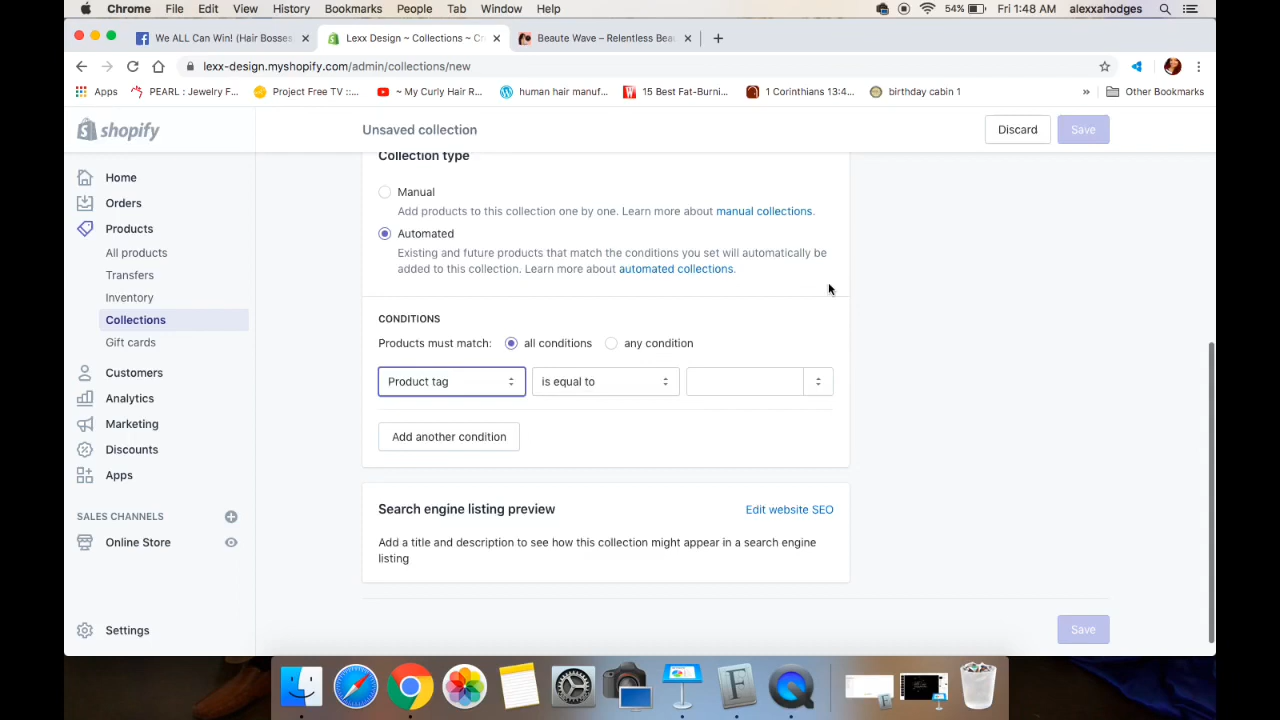 Chrome File Edit View History Bookmarks People Tab Window Help 54% Fri 1:48 AM alexxahodges
We ALL Can Win! (Hair Bosses Lexx Design ~ Collections ~ Cr Beaute Wave – Relentless Beau
lexx-design.myshopify.com/admin/collections/new
Apps PEARL : Jewelry F... Project Free TV ::... ~ My Curly Hair R... human hair manuf... 15 Best Fat-Burni... 1 Corinthians 13:4... birthday cabin 1 » Other Bookmarks
shopify
Unsaved collection
Discard
Save
Home
Orders
Products
All products
Transfers
Inventory
Collections
Gift cards
Customers
Analytics
Marketing
Discounts
Apps
SALES CHANNELS
Online Store
Settings
Collection type
Manual
Add products to this collection one by one. Learn more about manual collections.
Automated
Existing and future products that match the conditions you set will automatically be
added to this collection. Learn more about automated collections.
CONDITIONS
Products must match: all conditions any condition
Product tag is equal to
Add another condition
Search engine listing preview Edit website SEO
Add a title and description to see how this collection might appear in a search engine
listing
Save